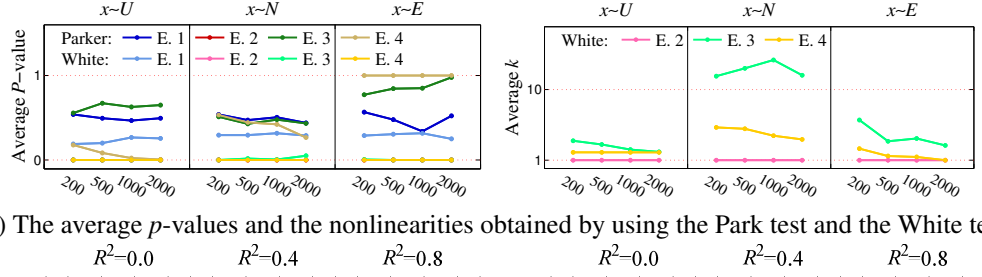 x~U x~N x~E x~U x~N x~E
Parker: E. 1 E. 2 E. 3 E. 4 White: E. 2 E. 3 E. 4
White: E. 1 E. 2 E. 3 E. 4
Average P−value
1
0
Average k
10
1
200 500 1000 2000 200 500 1000 2000 200 500 1000 2000 200 500 1000 2000 200 500 1000 2000 200 500 1000 2000
) The average p-values and the nonlinearities obtained by using the Park test and the White te
R²=0.0 R²=0.4 R²=0.8 R²=0.0 R²=0.4 R²=0.8